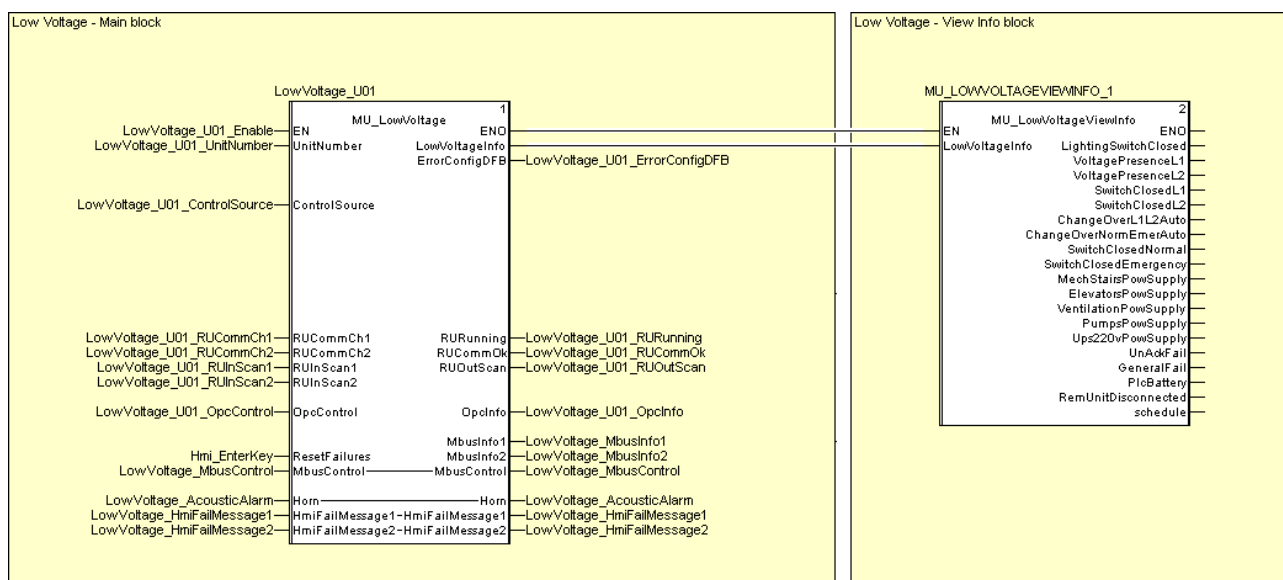 Low Voltage - Main block
LowVoltage_U01
1
MU_LowVoltage
LowVoltage_U01_Enable EN ENO
LowVoltage_U01_UnitNumber UnitNumber LowVoltageInfo
ErrorConfigDFB LowVoltage_U01_ErrorConfigDFB
LowVoltage_U01_ControlSource ControlSource
LowVoltage_U01_RUCommCh1 RUCommCh1 RURunning LowVoltage_U01_RURunning
LowVoltage_U01_RUCommCh2 RUCommCh2 RUCommOk LowVoltage_U01_RUCommOk
LowVoltage_U01_RUInScan1 RUInScan1 RUOutScan LowVoltage_U01_RUOutScan
LowVoltage_U01_RUInScan2 RUInScan2
LowVoltage_U01_OpcControl OpcControl OpcInfo LowVoltage_U01_OpcInfo
MbusInfo1 LowVoltage_MbusInfo1
Hmi_EnterKey ResetFailures MbusInfo2 LowVoltage_MbusInfo2
LowVoltage_MbusControl MbusControl MbusControl LowVoltage_MbusControl
LowVoltage_AcousticAlarm Horn Horn LowVoltage_AcousticAlarm
LowVoltage_HmiFailMessage1 HmiFailMessage1-HmiFailMessage1 LowVoltage_HmiFailMessage1
LowVoltage_HmiFailMessage2 HmiFailMessage2-HmiFailMessage2 LowVoltage_HmiFailMessage2
Low Voltage - View Info block
MU_LOWVOLTAGEVIEWINFO_1
2
MU_LowVoltageViewInfo
EN ENO
LowVoltageInfo LightingSwitchClosed
VoltagePresenceL1
VoltagePresenceL2
SwitchClosedL1
SwitchClosedL2
ChangeOverL1L2Auto
ChangeOverNormEmerAuto
SwitchClosedNormal
SwitchClosedEmergency
MechStairsPowSupply
ElevatorsPowSupply
VentilationPowSupply
PumpsPowSupply
Ups220vPowSupply
UnAckFail
GeneralFail
PlcBattery
RemUnitDisconnected
schedule